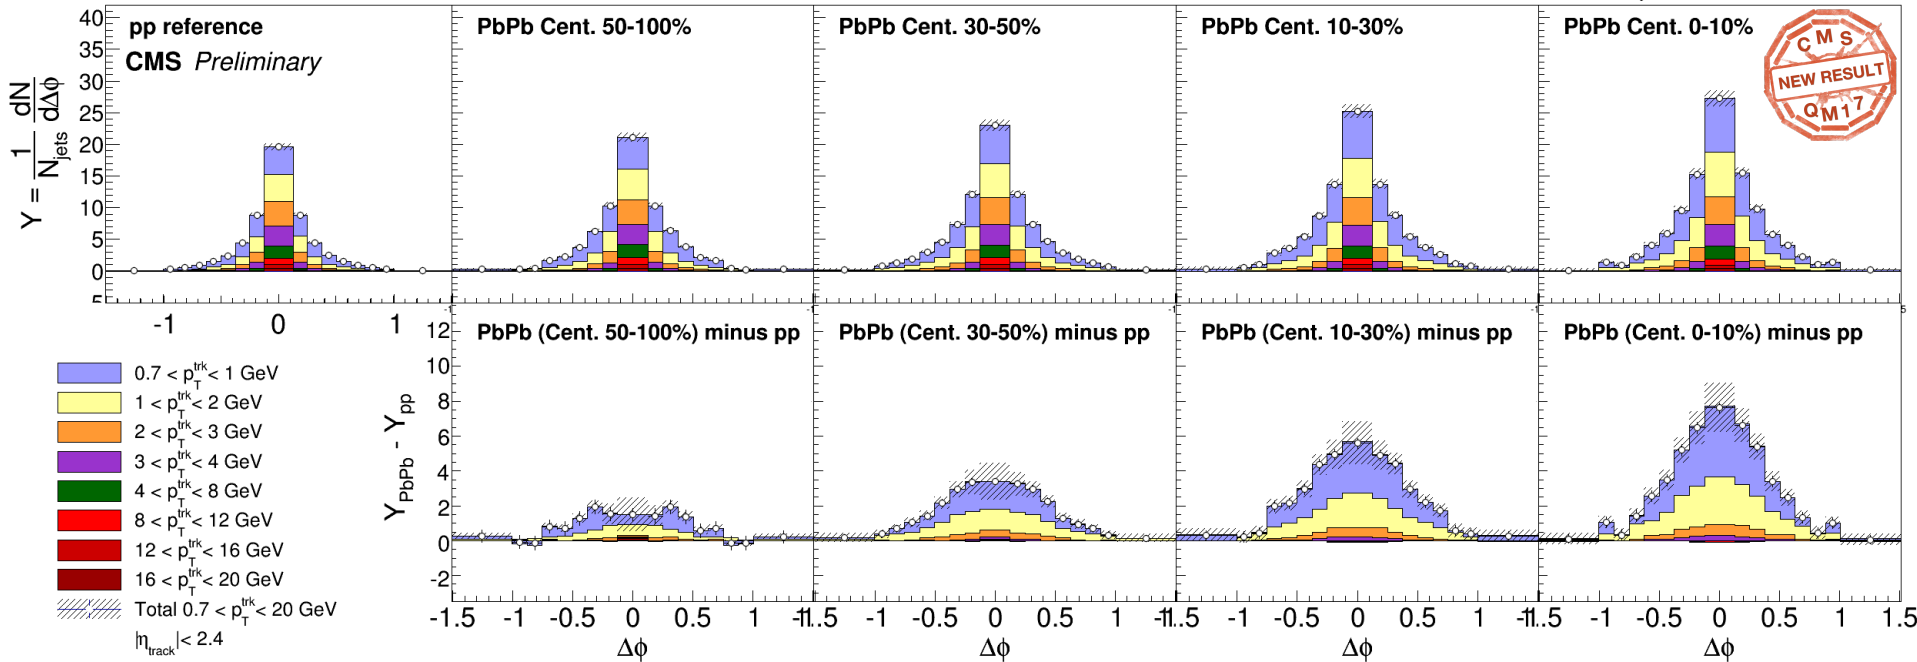 pp reference
CMS Preliminary
PbPb Cent. 50-100%
PbPb Cent. 30-50%
PbPb Cent. 10-30%
PbPb Cent. 0-10%
CMS
NEW RESULT
QM17
Y = 1/N_jets dN/dΔϕ
40
35
30
25
20
15
10
5
0
5
-1 0 1
PbPb (Cent. 50-100%) minus pp
PbPb (Cent. 30-50%) minus pp
PbPb (Cent. 10-30%) minus pp
PbPb (Cent. 0-10%) minus pp
0.7 < p_T^trk < 1 GeV
1 < p_T^trk < 2 GeV
2 < p_T^trk < 3 GeV
3 < p_T^trk < 4 GeV
4 < p_T^trk < 8 GeV
8 < p_T^trk < 12 GeV
12 < p_T^trk < 16 GeV
16 < p_T^trk < 20 GeV
Total 0.7 < p_T^trk < 20 GeV
|η_track| < 2.4
Y_PbPb - Y_pp
12
10
8
6
4
2
0
-2
-1.5 -1 -0.5 0 0.5 1
-1 -0.5 0 0.5 1
-1 -0.5 0 0.5 1
-1 -0.5 0 0.5 1 1.5
Δϕ
Δϕ
Δϕ
Δϕ